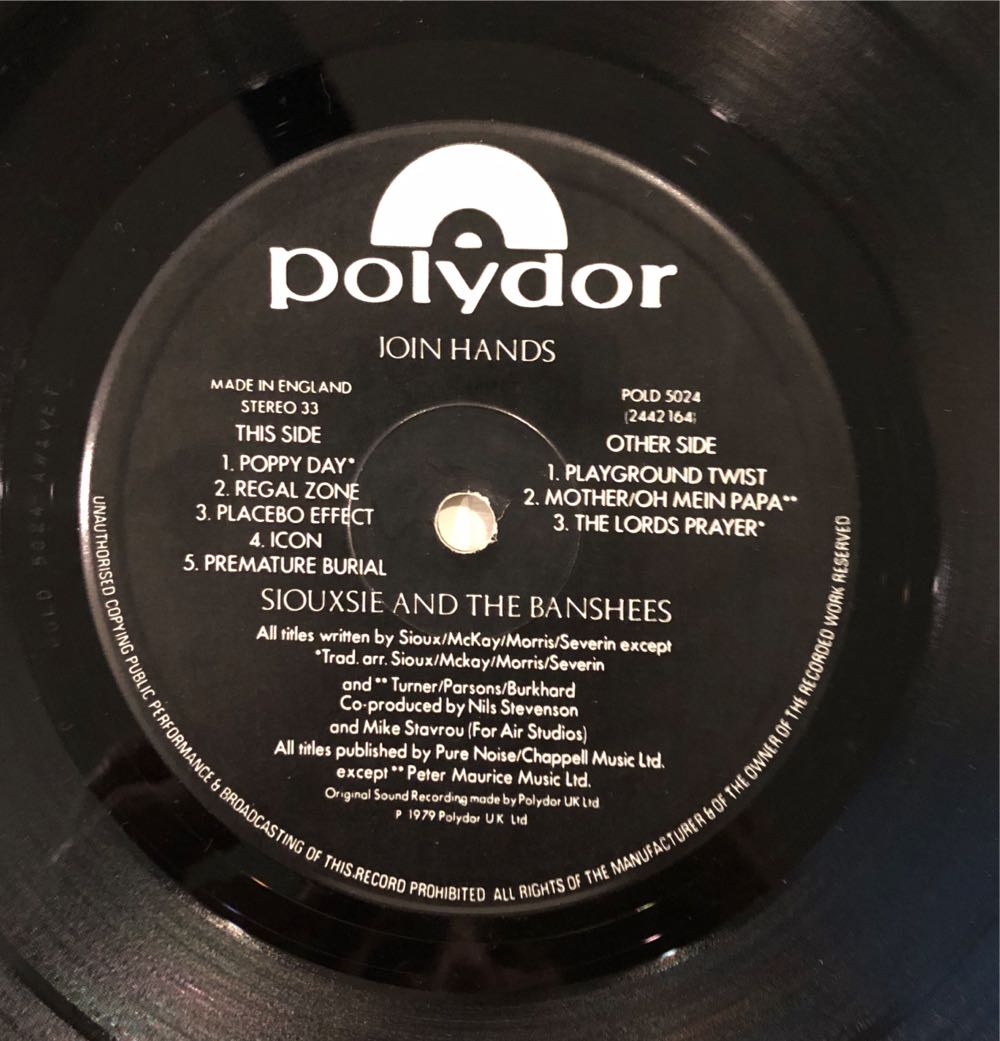 polydor
JOIN HANDS
MADE IN ENGLAND
STEREO 33
THIS SIDE
1. POPPY DAY*
2. REGAL ZONE
3. PLACEBO EFFECT
4. ICON
5. PREMATURE BURIAL
POLD 5024
(2442 164)
OTHER SIDE
1. PLAYGROUND TWIST
2. MOTHER/OH MEIN PAPA**
3. THE LORDS PRAYER*
SIOUXSIE AND THE BANSHEES
All titles written by Sioux/McKay/Morris/Severin except
*Trad. arr. Sioux/Mckay/Morris/Severin
and ** Turner/Parsons/Burkhard
Co-produced by Nils Stevenson
and Mike Stavrou (For Air Studios)
All titles published by Pure Noise/Chappell Music Ltd.
except ** Peter Maurice Music Ltd.
Original Sound Recording made by Polydor UK Ltd
P 1979 Polydor UK Ltd
UNAUTHORISED COPYING PUBLIC PERFORMANCE & BROADCASTING OF THIS RECORD PROHIBITED ALL RIGHTS OF THE MANUFACTURER & OF THE OWNER OF THE RECORDED WORK RESERVED